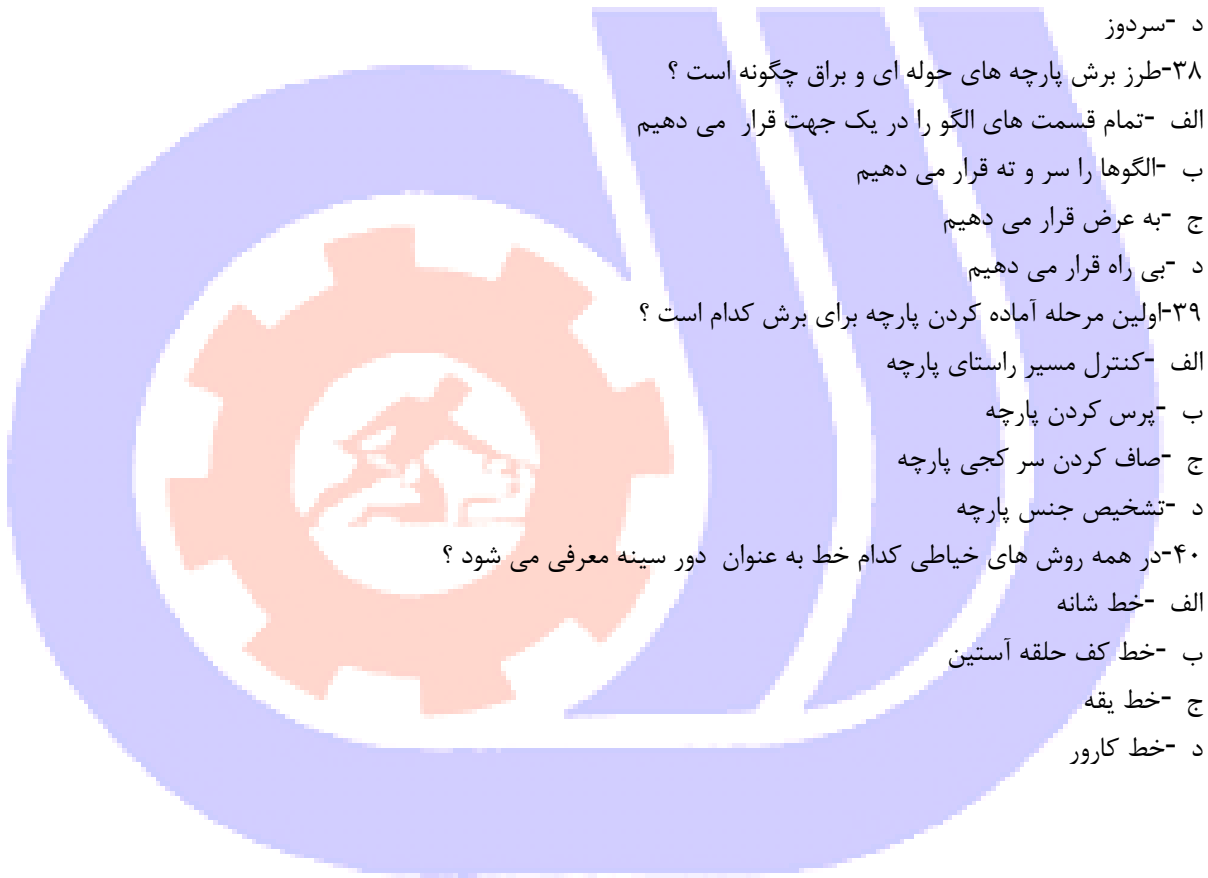 د -سردوز
۳۸-طرز برش پارچه های حوله ای و براق چگونه است ؟
الف -تمام قسمت های الگو را در یک جهت قرار می دهیم
ب -الگوها را سر و ته قرار می دهیم
ج -به عرض قرار می دهیم
د -بی راه قرار می دهیم
۳۹-اولین مرحله آماده کردن پارچه برای برش کدام است ؟
الف -کنترل مسیر راستای پارچه
ب -پرس کردن پارچه
ج -صاف کردن سر کجی پارچه
د -تشخیص جنس پارچه
۴۰-در همه روش های خیاطی کدام خط به عنوان دور سینه معرفی می شود ؟
الف -خط شانه
ب -خط کف حلقه آستین
ج -خط یقه
د -خط کارور